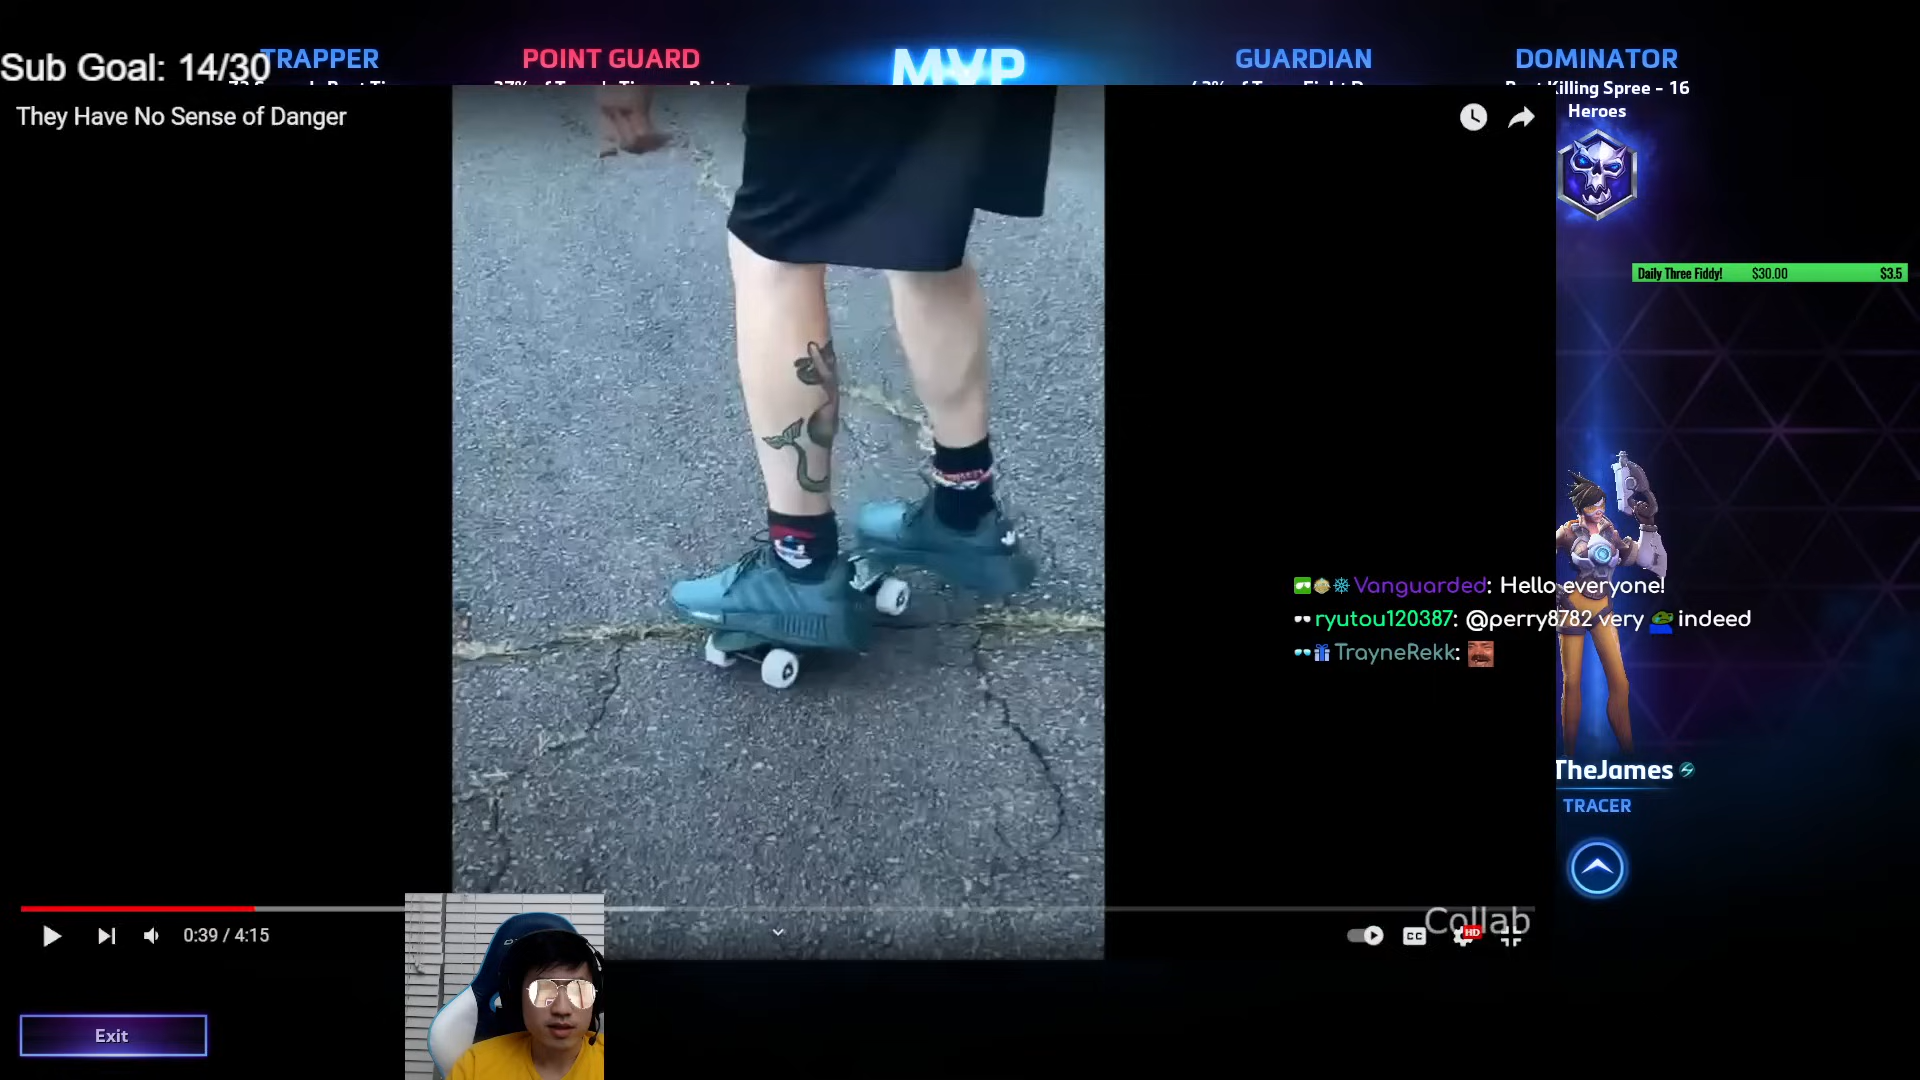 Sub Goal: 14/30
TRAPPER
POINT GUARD
MVP
GUARDIAN
DOMINATOR
Killing Spree - 16
Heroes
They Have No Sense of Danger
Daily Three Fiddy! $30.00 $3.5
Vanguarded: Hello everyone!
ryutou120387: @perry8782 very indeed
TrayneRekk:
TheJames
TRACER
Collab
0:39 / 4:15
CC
HD
Exit